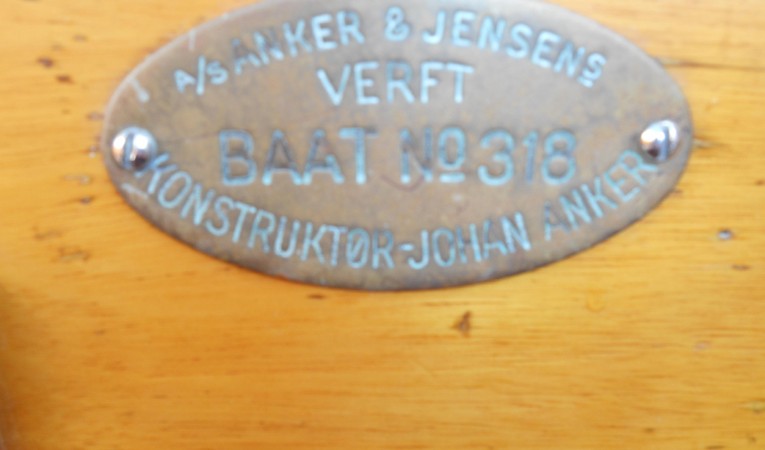 A/S ANKER & JENSENS
VERFT
BAAT No 318
KONSTRUKTØR-JOHAN ANKER